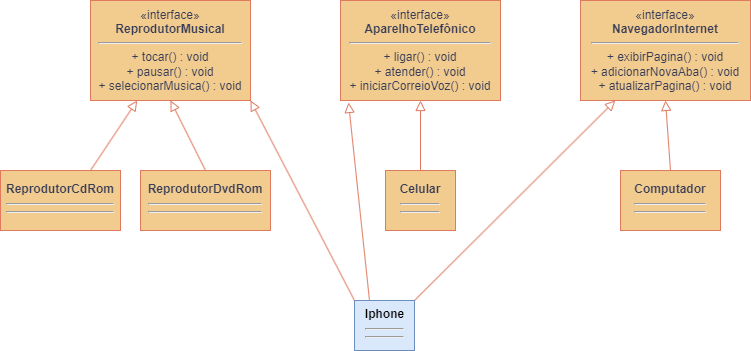 «interface»
ReprodutorMusical
+ tocar() : void
+ pausar() : void
+ selecionarMusica() : void
«interface»
AparelhoTelefônico
+ ligar() : void
+ atender() : void
+ iniciarCorreioVoz() : void
«interface»
NavegadorInternet
+ exibirPagina() : void
+ adicionarNovaAba() : void
+ atualizarPagina() : void
ReprodutorCdRom
ReprodutorDvdRom
Celular
Computador
Iphone